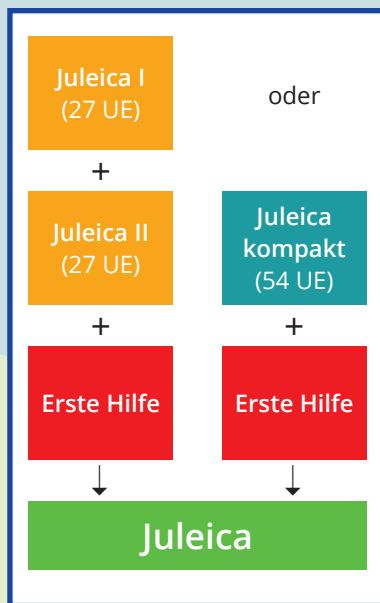 Juleica I
(27 UE)
oder
+
Juleica II
(27 UE)
Juleica
kompakt
(54 UE)
+
+
Erste Hilfe
Erste Hilfe
Juleica